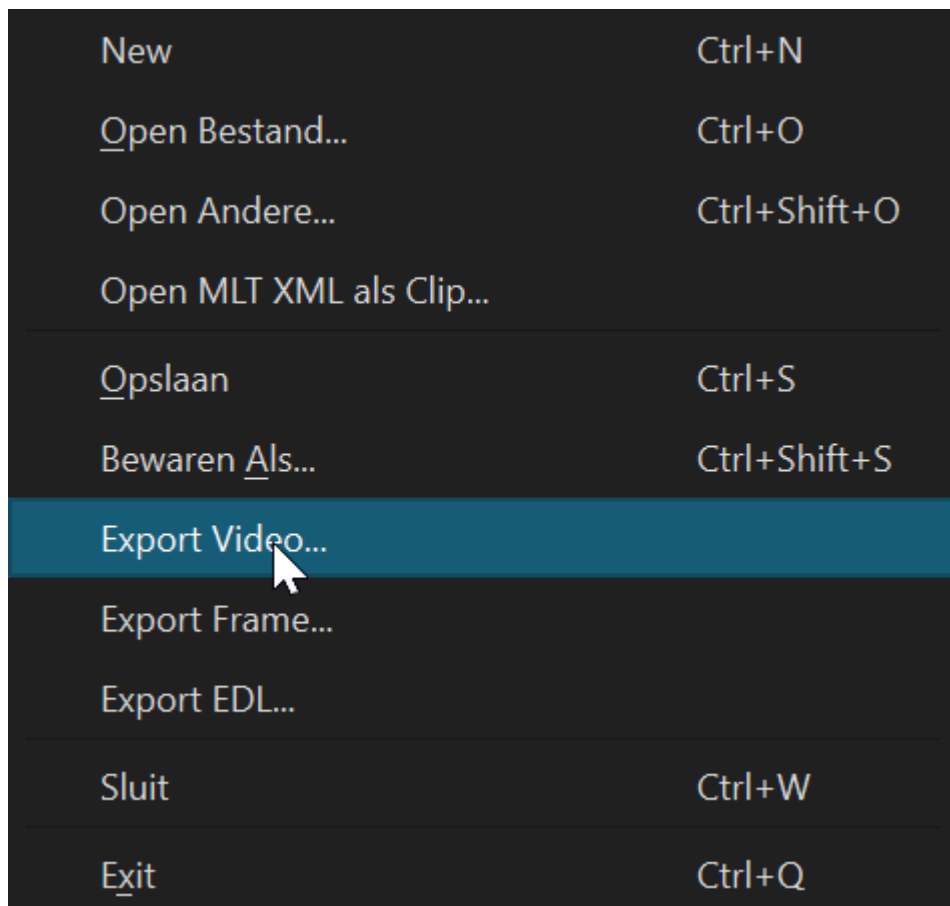 New Ctrl+N
Open Bestand... Ctrl+O
Open Andere... Ctrl+Shift+O
Open MLT XML als Clip...
Opslaan Ctrl+S
Bewaren Als... Ctrl+Shift+S
Export Video...
Export Frame...
Export EDL...
Sluit Ctrl+W
Exit Ctrl+Q